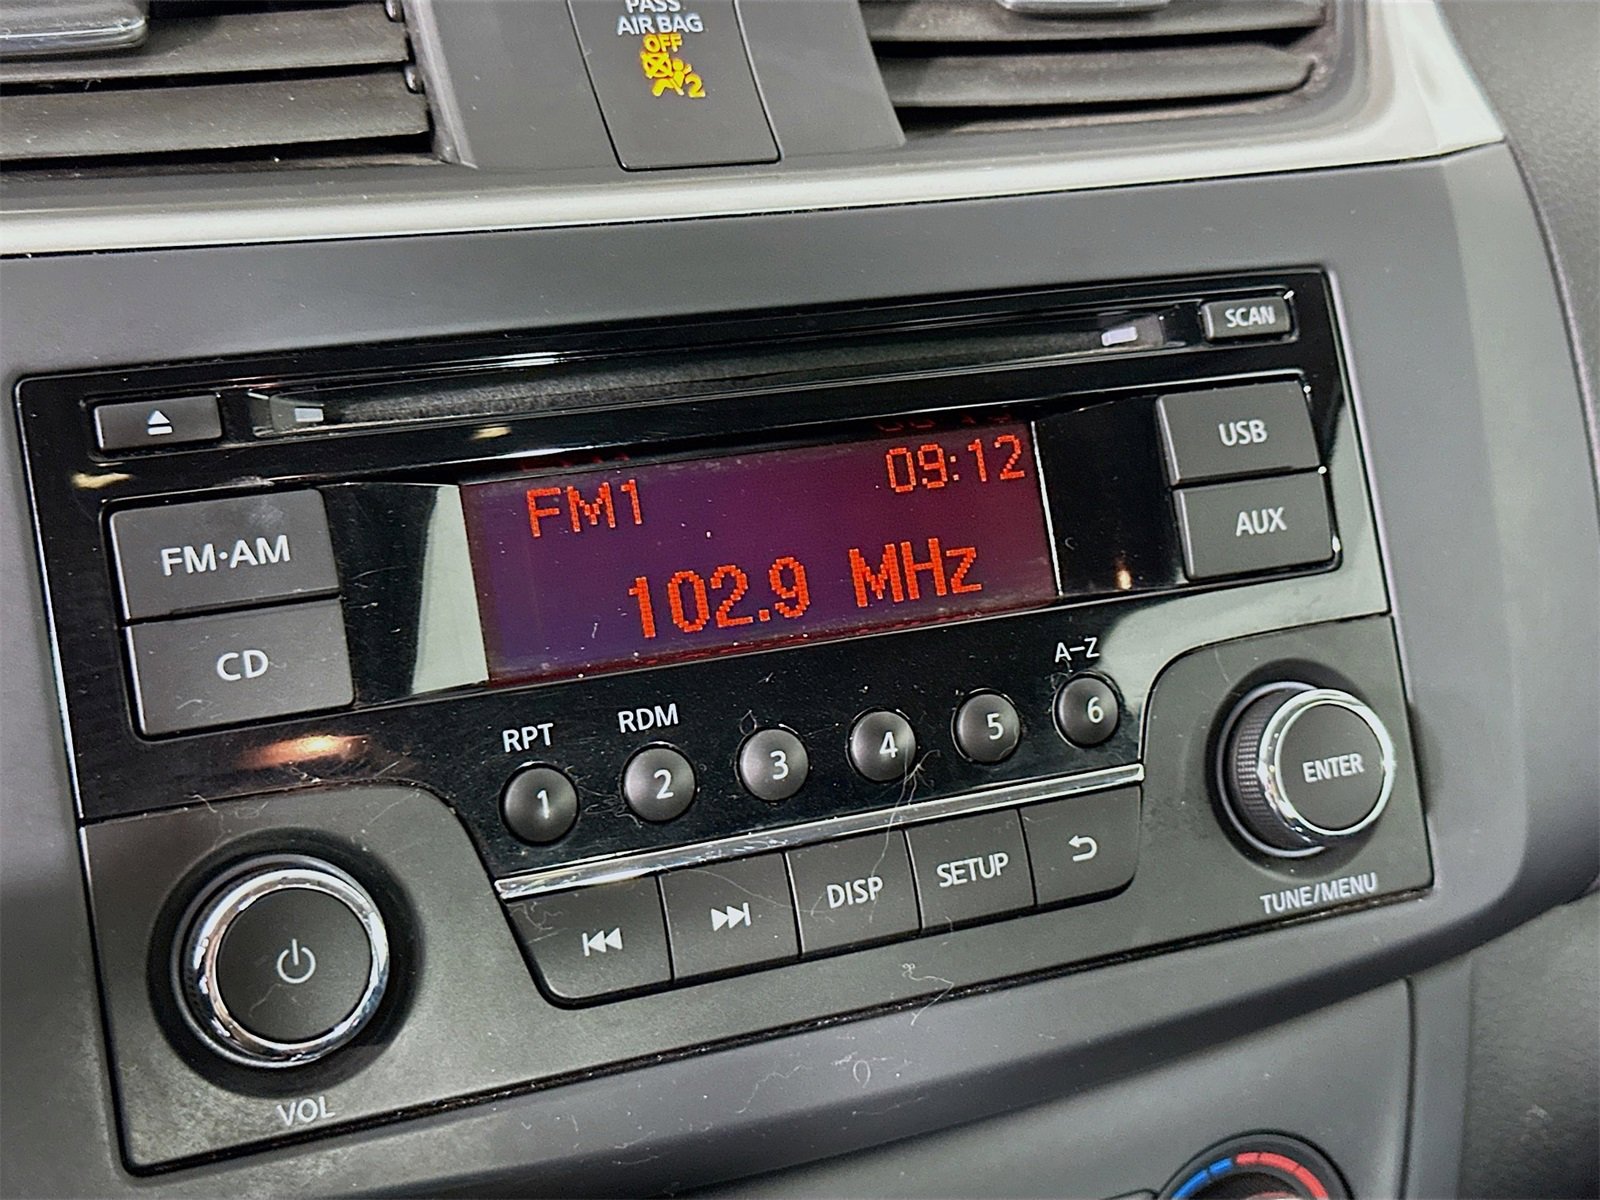 PASS
AIR BAG
OFF
2
SCAN
USB
AUX
FM·AM
CD
FM1
09:12
102.9 MHz
RPT
RDM
A-Z
1
2
3
4
5
6
DISP
SETUP
ENTER
TUNE/MENU
VOL